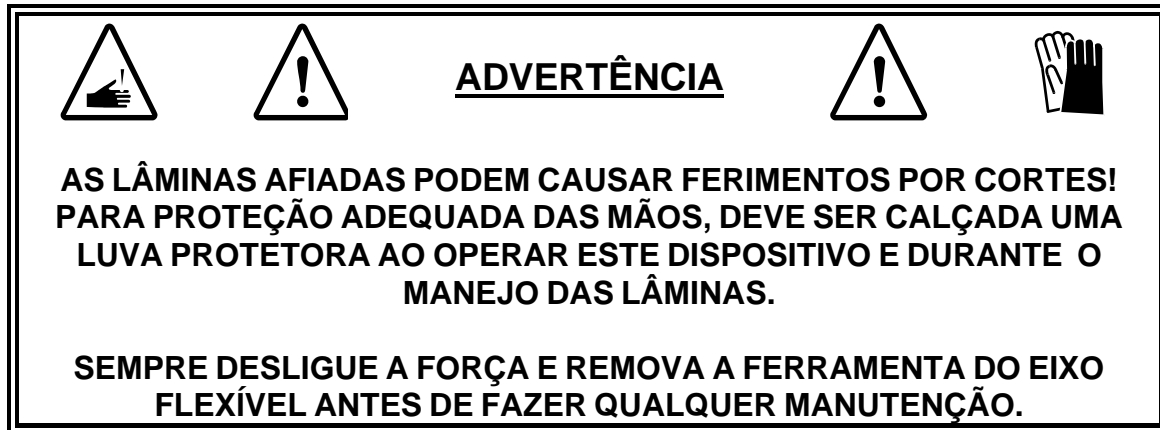 ADVERTÊNCIA
AS LÂMINAS AFIADAS PODEM CAUSAR FERIMENTOS POR CORTES!
PARA PROTEÇÃO ADEQUADA DAS MÃOS, DEVE SER CALÇADA UMA
LUVA PROTETORA AO OPERAR ESTE DISPOSITIVO E DURANTE O
MANEJO DAS LÂMINAS.
SEMPRE DESLIGUE A FORÇA E REMOVA A FERRAMENTA DO EIXO
FLEXÍVEL ANTES DE FAZER QUALQUER MANUTENÇÃO.